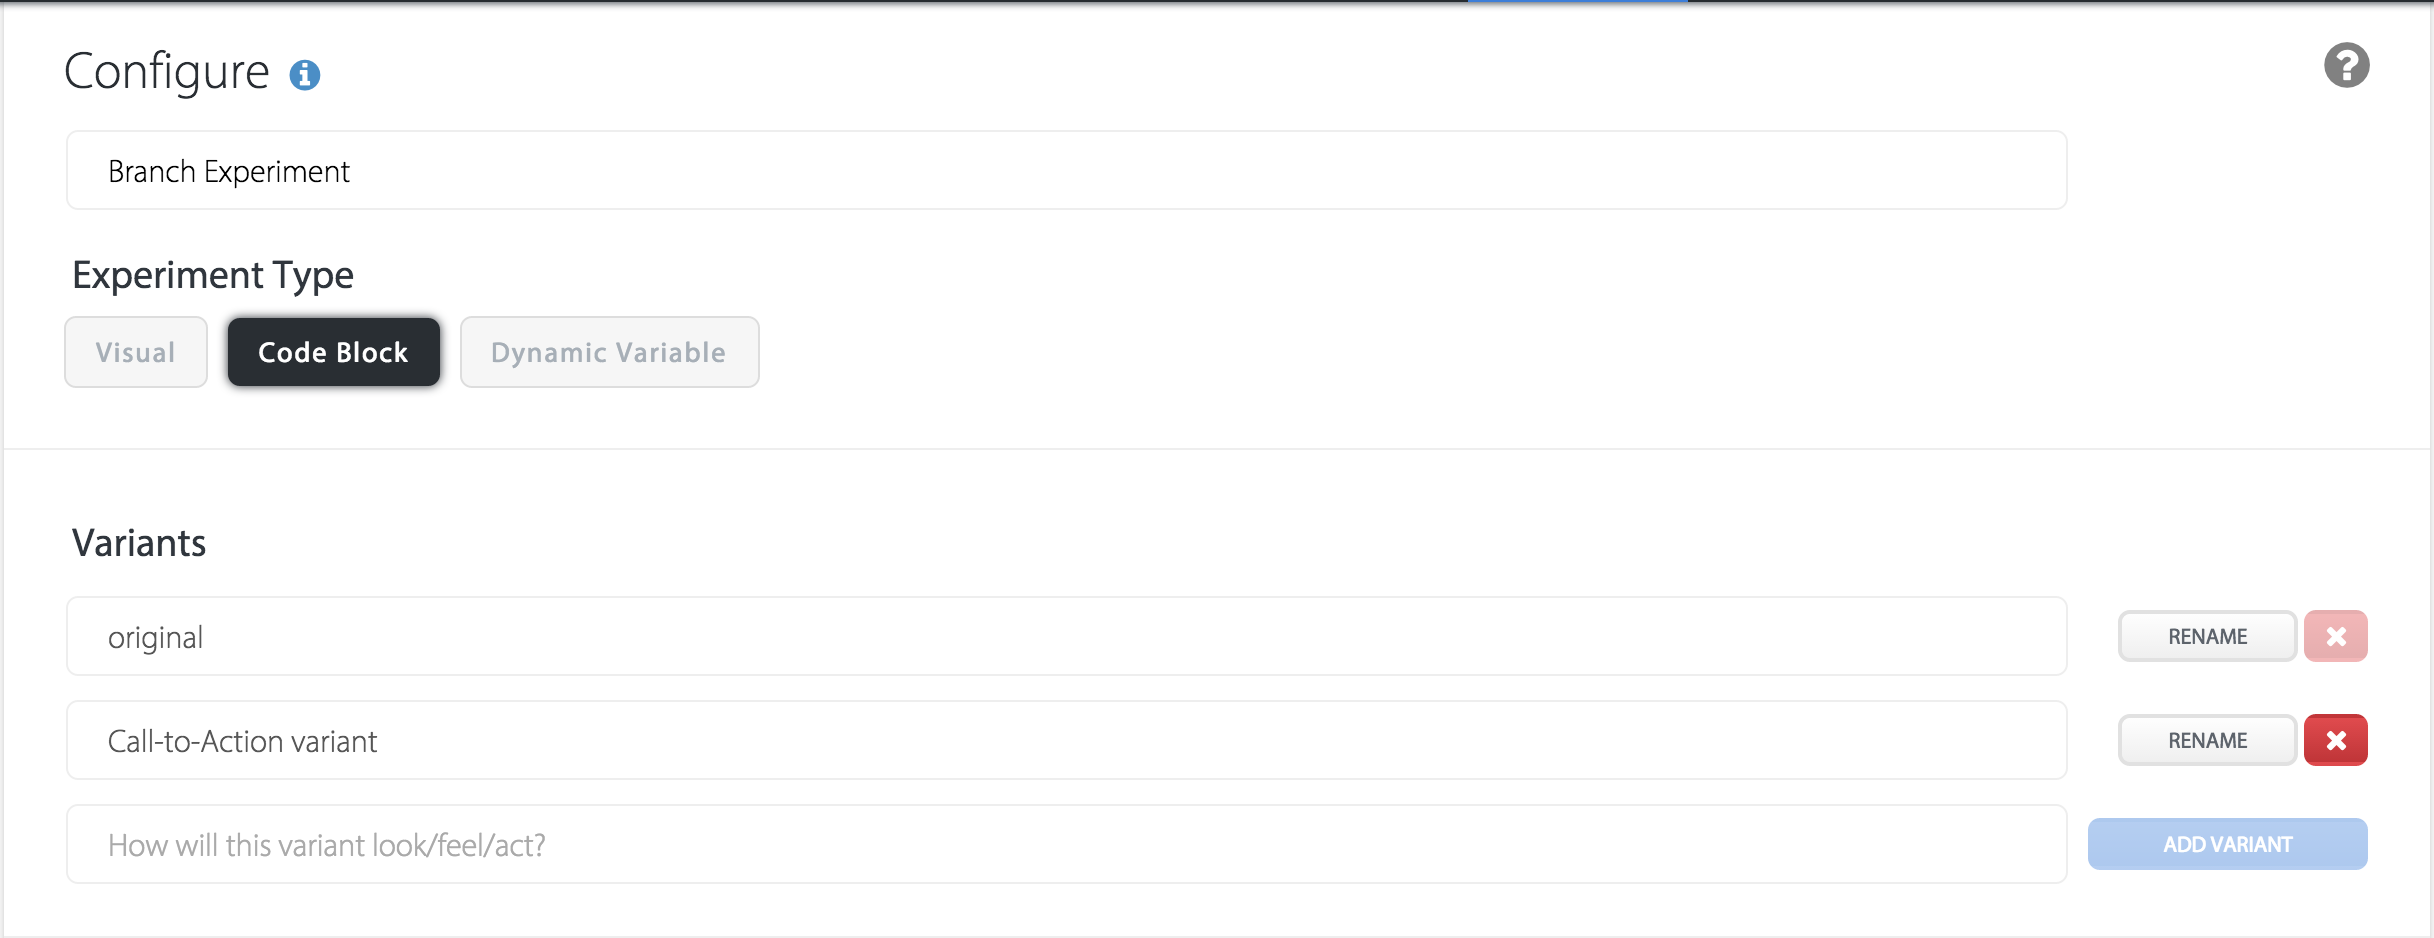 Configure
Branch Experiment
Experiment Type
Visual
Code Block
Dynamic Variable
Variants
original
RENAME
Call-to-Action variant
RENAME
How will this variant look/feel/act?
ADD VARIANT